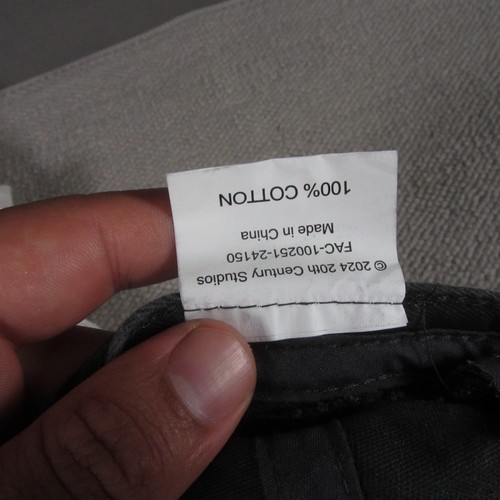 © 2024 20th Century Studios
FAC-100251-24150
Made in China
100% COTTON